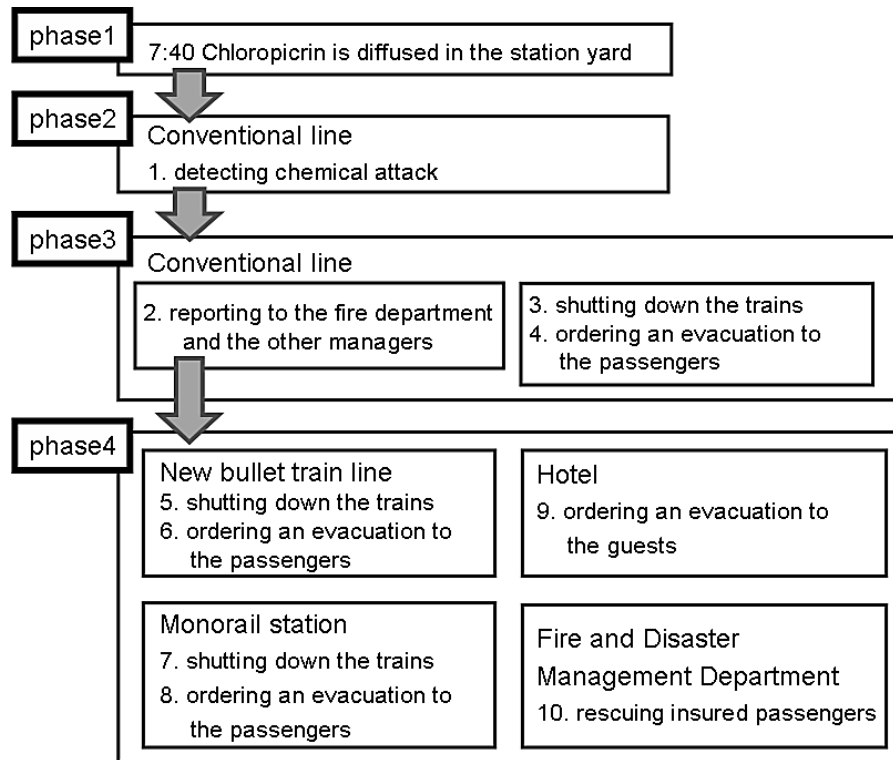 phase1
7:40 Chloropicrin is diffused in the station yard
phase2
Conventional line
1. detecting chemical attack
phase3
Conventional line
2. reporting to the fire department
and the other managers
3. shutting down the trains
4. ordering an evacuation to
the passengers
phase4
New bullet train line
5. shutting down the trains
6. ordering an evacuation to
the passengers
Hotel
9. ordering an evacuation to
the guests
Monorail station
7. shutting down the trains
8. ordering an evacuation to
the passengers
Fire and Disaster
Management Department
10. rescuing insured passengers